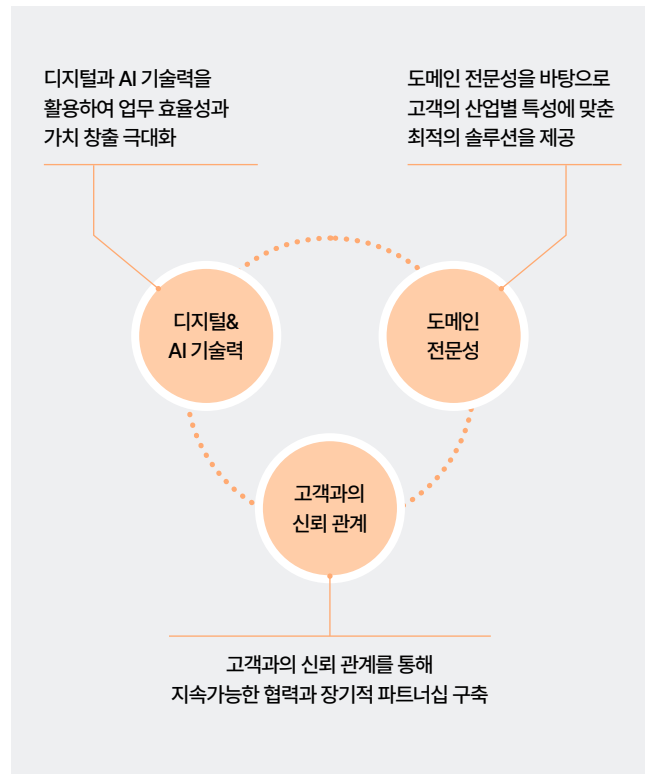 디지털과 AI 기술력을
활용하여 업무 효율성과
가치 창출 극대화
도메인 전문성을 바탕으로
고객의 산업별 특성에 맞춘
최적의 솔루션을 제공
디지털&
AI 기술력
도메인
전문성
고객과의
신뢰 관계
고객과의 신뢰 관계를 통해
지속가능한 협력과 장기적 파트너십 구축